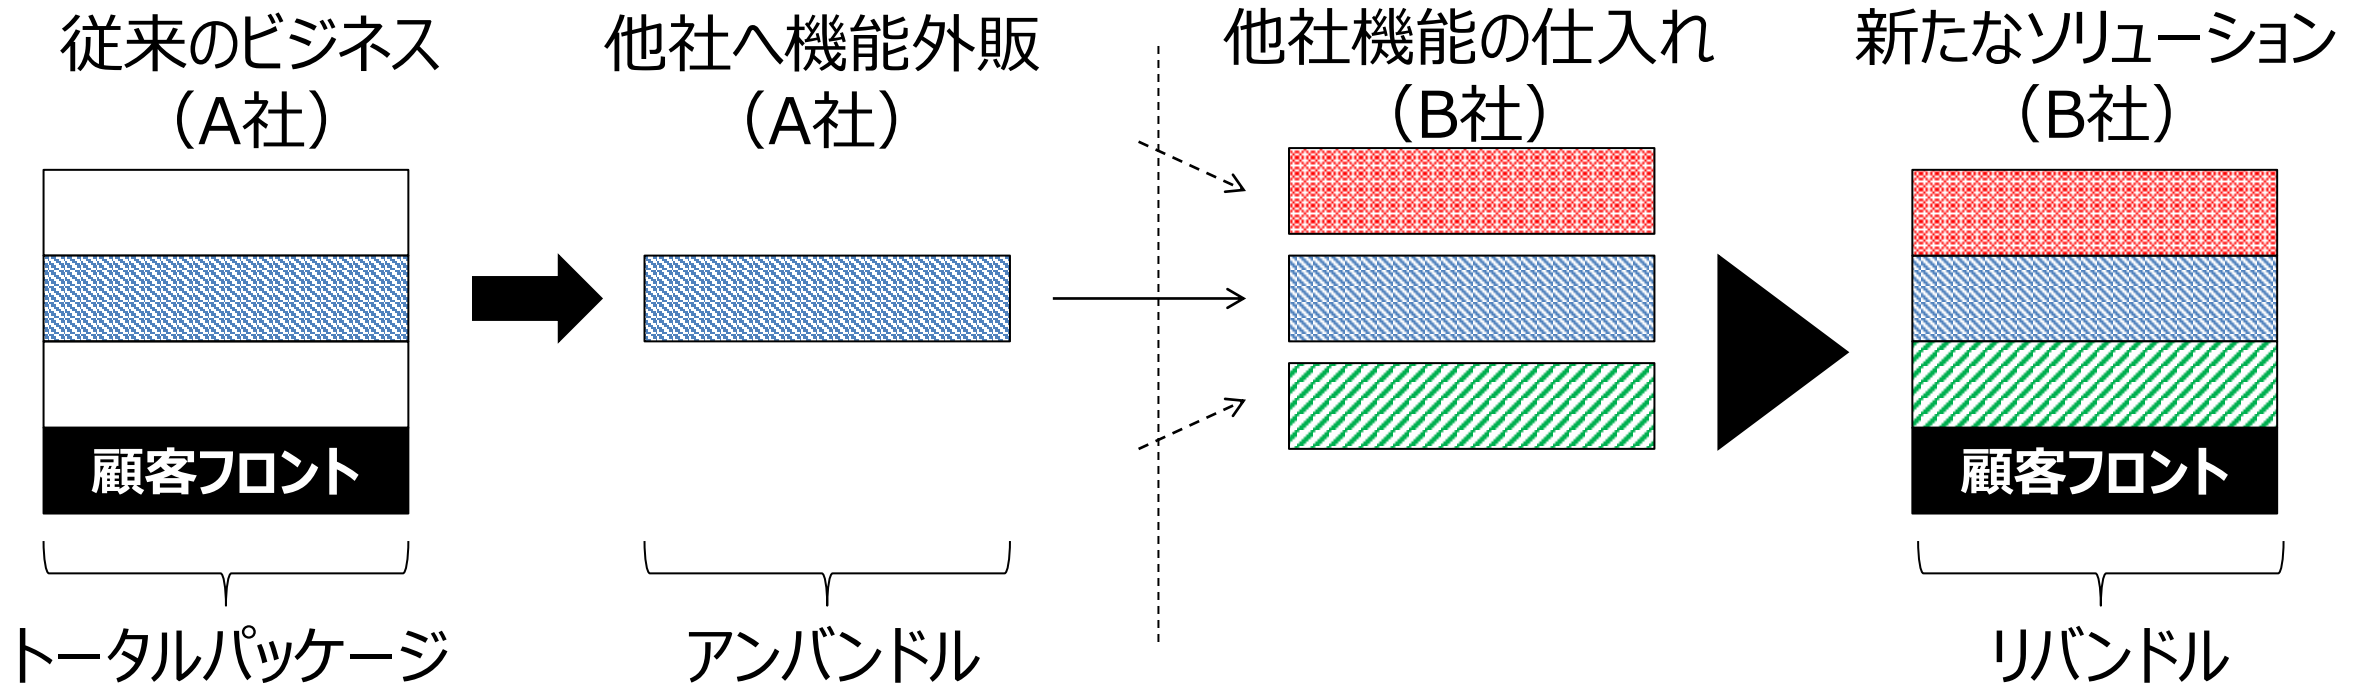 従来のビジネス
（A社）
他社へ機能外販
（A社）
他社機能の仕入れ
（B社）
新たなソリューション
（B社）
顧客フロント
顧客フロント
トータルパッケージ
アンバンドル
リバンドル